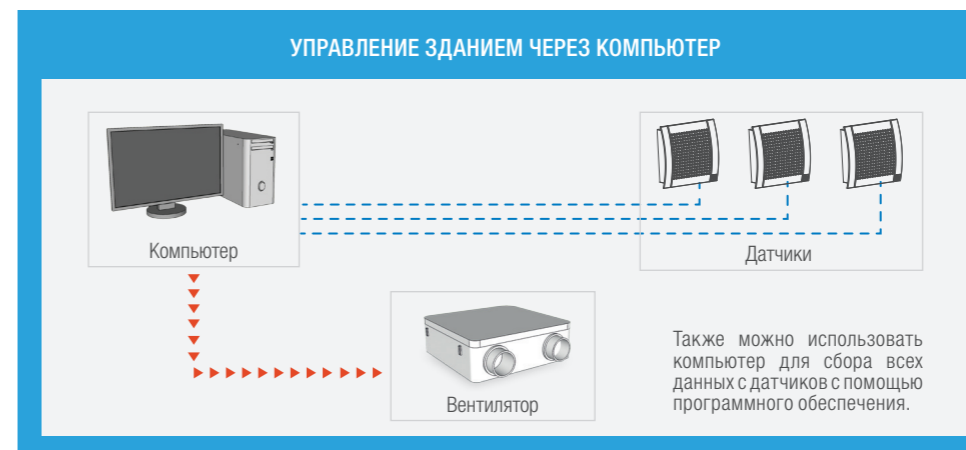 УПРАВЛЕНИЕ ЗДАНИЕМ ЧЕРЕЗ КОМПЬЮТЕР
Компьютер
Датчики
Вентилятор
Также можно использовать
компьютер для сбора всех
данных с датчиков с помощью
программного обеспечения.